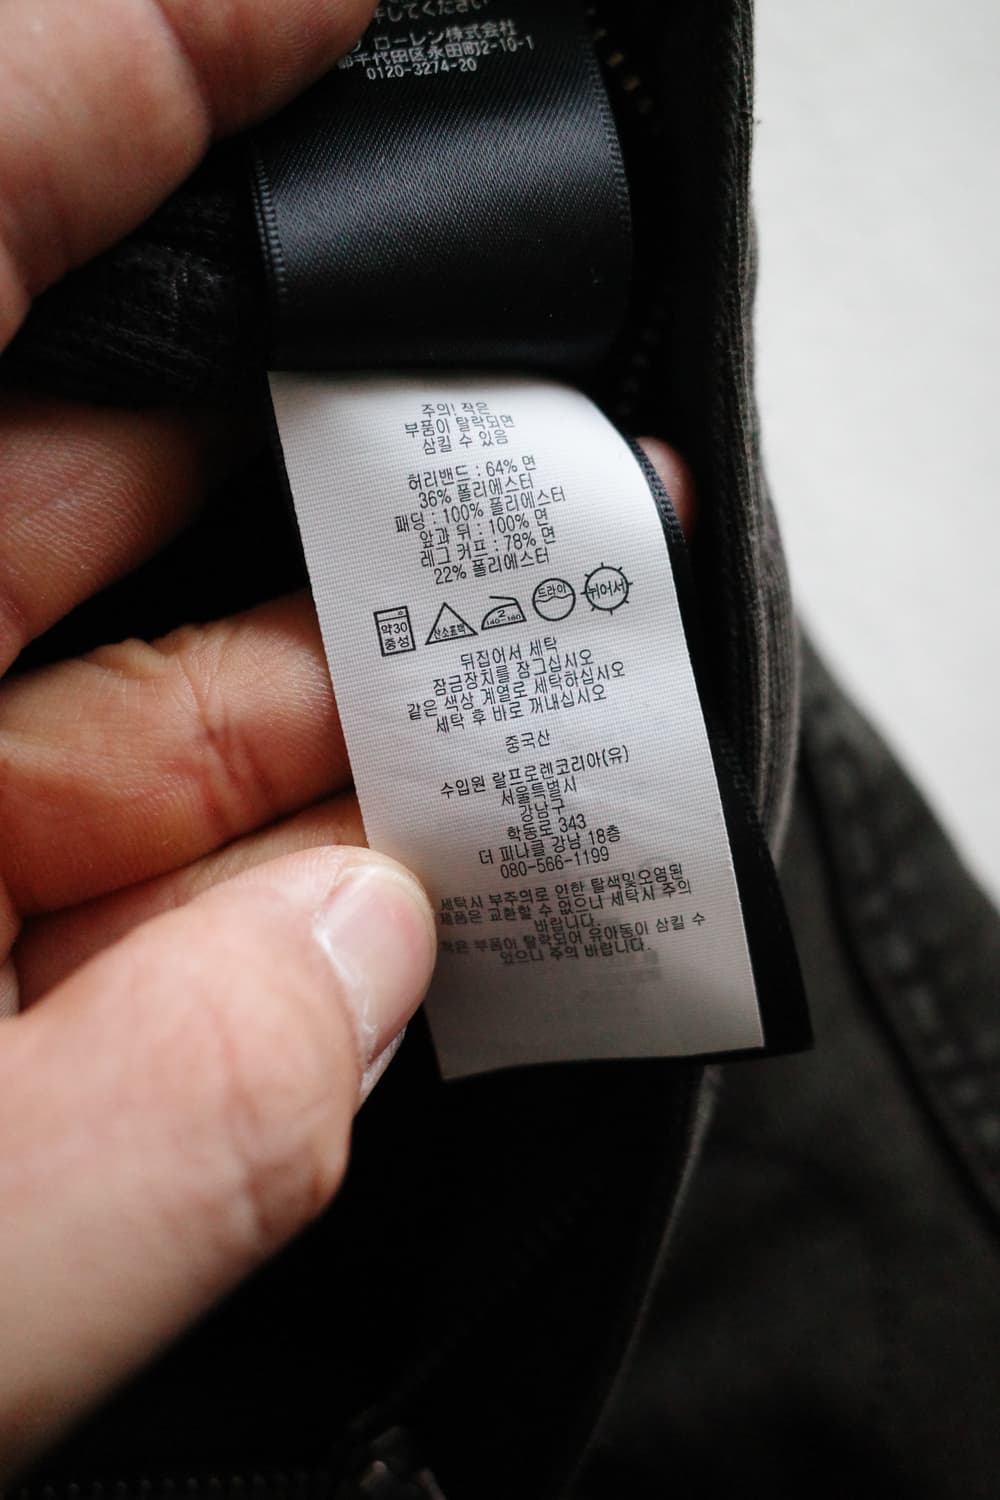 してください
ローレン株式会社
都千代田区永田町2-10-1
0120-3274-20
주의! 작은
부품이 탈락되면
삼킬 수 있음
허리밴드 : 64% 면
36% 폴리에스터
패딩 : 100% 폴리에스터
앞과 뒤 : 100% 면
레그 커프 : 78% 면
22% 폴리에스터
약30
중성
산소표백
2
140~160
드라이
뉘어서
뒤집어서 세탁
잠금장치를 잠그십시오
같은 색상 계열로 세탁하십시오
세탁 후 바로 꺼내십시오
중국산
수입원 랄프로렌코리아(유)
서울특별시
강남구
학동로 343
더 피나클 강남 18층
080-566-1199
세탁시 부주의로 인한 탈색및오염된
제품은 교환할 수 없으니 세탁시 주의
바랍니다.
작은 부품이 탈락되어 유아동이 삼킬 수
있으니 주의 바랍니다.